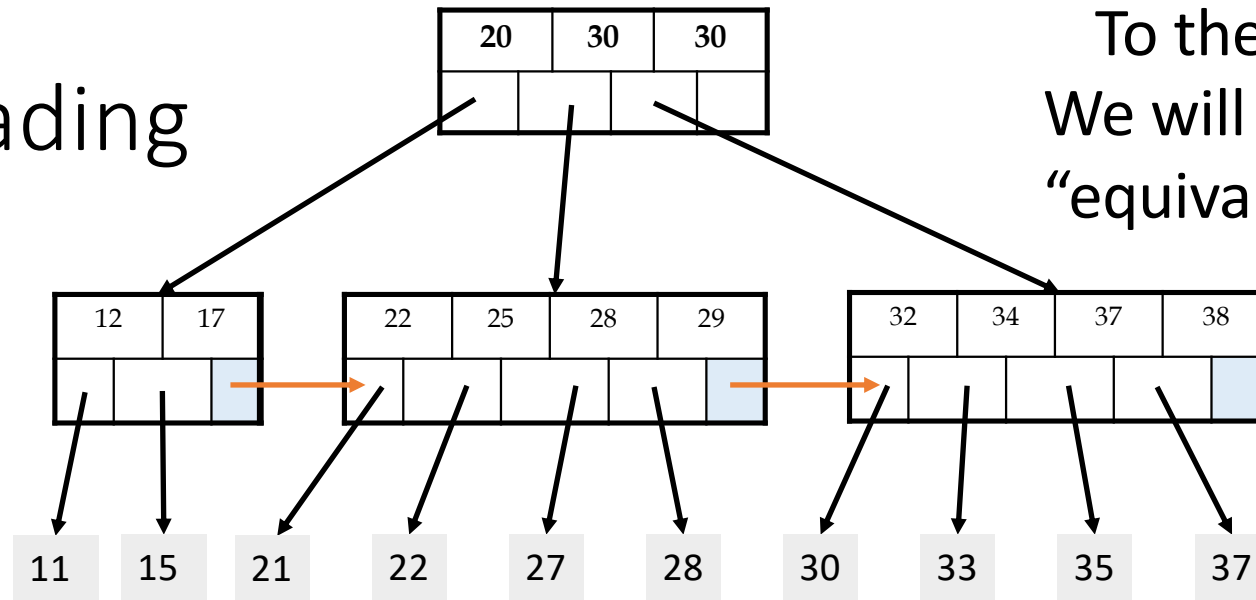 20 30 30
To the
ading
We will
“equiva
12 17 22 25 28 29 32 34 37 38
11 15 21 22 27 28 30 33 35 37